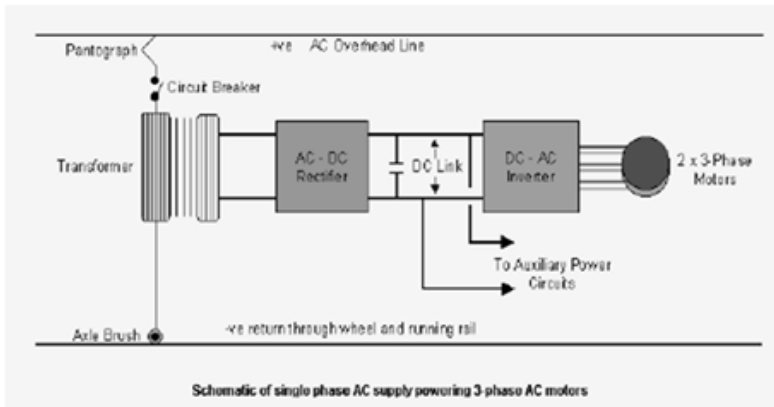 +ve AC Overhead Line
Pantograph
Circuit Breaker
Transformer
AC - DC
Rectifier
DC Link
DC - AC
Inverter
2 x 3-Phase
Motors
To Auxiliary Power
Circuits
Axle Brush
-ve return through wheel and running rail
Schematic of single phase AC supply powering 3-phase AC motors